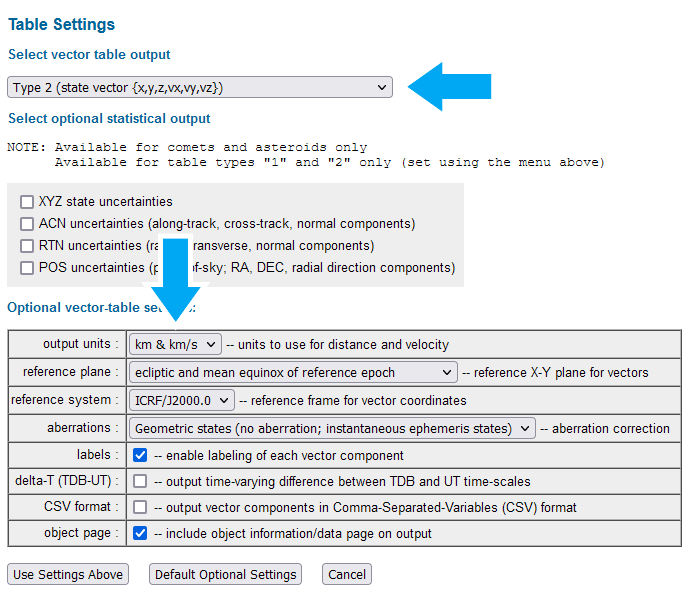 Table Settings
Select vector table output
Type 2 (state vector {x,y,z,vx,vy,vz})
Select optional statistical output
NOTE: Available for comets and asteroids only
Available for table types "1" and "2" only (set using the menu above)
XYZ state uncertainties
ACN uncertainties (along-track, cross-track, normal components)
RTN uncertainties (ra transverse, normal components)
POS uncertainties (p of-sky; RA, DEC, radial direction components)
Optional vector-table se s:
output units : km & km/s -- units to use for distance and velocity
reference plane : ecliptic and mean equinox of reference epoch -- reference X-Y plane for vectors
reference system : ICRF/J2000.0 -- reference frame for vector coordinates
aberrations : Geometric states (no aberration; instantaneous ephemeris states) -- aberration correction
labels : -- enable labeling of each vector component
delta-T (TDB-UT) : -- output time-varying difference between TDB and UT time-scales
CSV format : -- output vector components in Comma-Separated-Variables (CSV) format
object page : -- include object information/data page on output
Use Settings Above Default Optional Settings Cancel